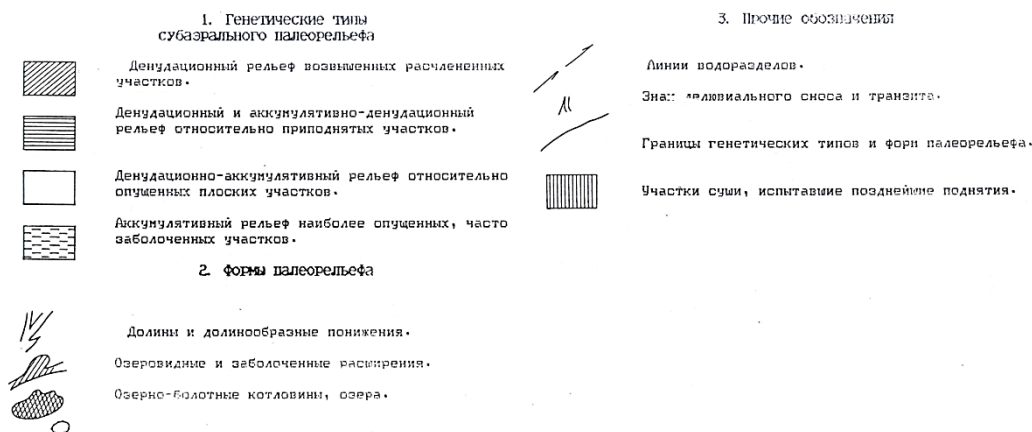 1. Генетические типы
субаэрального палеорельефа
Денудационный рельеф возвышенных расчлененных
участков.
Денудационный и аккумулятивно-денудационный
рельеф относительно приподнятых участков.
Денудационно-аккумулятивный рельеф относительно
опущенных плоских участков.
Аккумулятивный рельеф наиболее опущенных, часто
заболоченных участков.
2. Формы палеорельефа
Долины и долинообразные понижения.
Озеровидные и заболоченные расширения.
Озерно-болотные котловины, озера.
3. Прочие обозначения
Линии водоразделов.
сноса и транзита.
Границы генетических типов и форм палеорельефа.
Участки суши, испытавшие позднейшие поднятия.